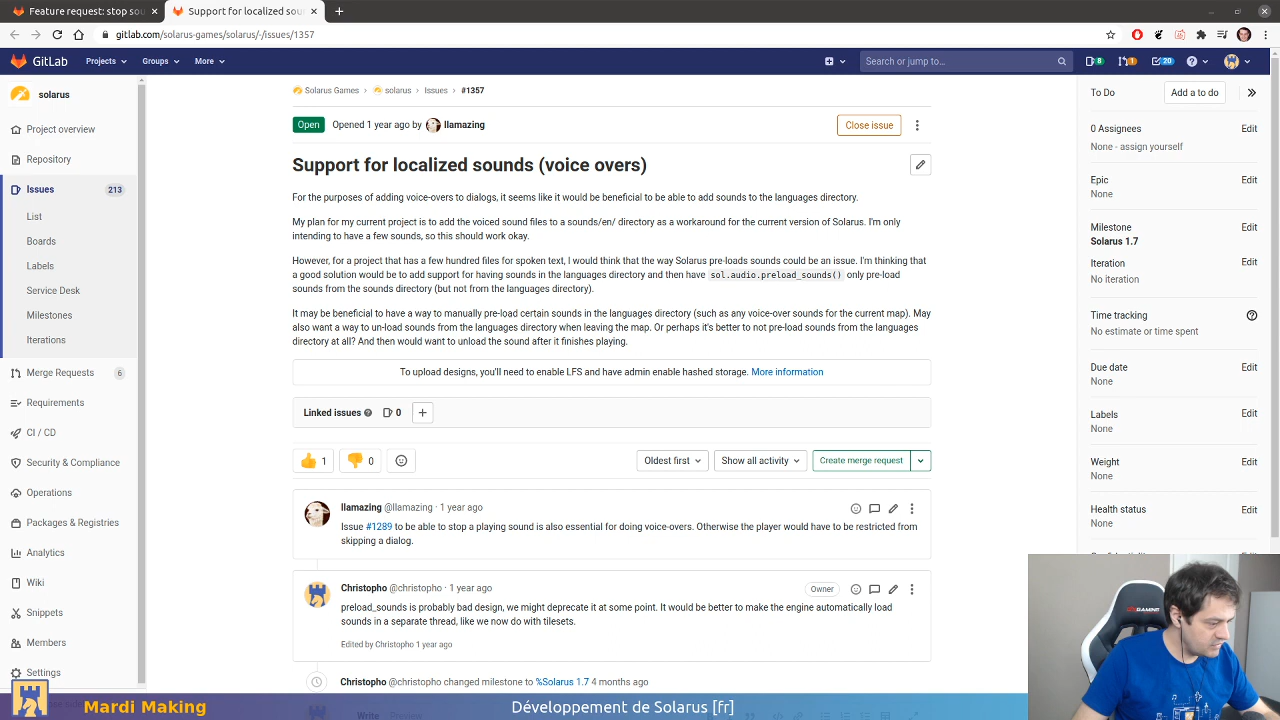 Feature request: stop sou
Support for localized soun
gitlab.com/solarus-games/solarus/-/issues/1357
GitLab Projects Groups More Search or jump to... 8 1 20
solarus
Project overview
Repository
Issues 213
List
Boards
Labels
Service Desk
Milestones
Iterations
Merge Requests 6
Requirements
CI / CD
Security & Compliance
Operations
Packages & Registries
Analytics
Wiki
Snippets
Members
Settings
Solarus Games › solarus › Issues › #1357
Open Opened 1 year ago by llamazing Close issue
Support for localized sounds (voice overs)
For the purposes of adding voice-overs to dialogs, it seems like it would be beneficial to be able to add sounds to the languages directory.
My plan for my current project is to add the voiced sound files to a sounds/en/ directory as a workaround for the current version of Solarus. I'm only
intending to have a few sounds, so this should work okay.
However, for a project that has a few hundred files for spoken text, I would think that the way Solarus pre-loads sounds could be an issue. I'm thinking that
a good solution would be to add support for having sounds in the languages directory and then have sol.audio.preload_sounds() only pre-load
sounds from the sounds directory (but not from the languages directory).
It may be beneficial to have a way to manually pre-load certain sounds in the languages directory (such as any voice-over sounds for the current map). May
also want a way to un-load sounds from the languages directory when leaving the map. Or perhaps it's better to not pre-load sounds from the languages
directory at all? And then would want to unload the sound after it finishes playing.
To upload designs, you'll need to enable LFS and have admin enable hashed storage. More information
Linked issues 0
1 0 Oldest first Show all activity Create merge request
llamazing @llamazing · 1 year ago
Issue #1289 to be able to stop a playing sound is also essential for doing voice-overs. Otherwise the player would have to be restricted from
skipping a dialog.
Christopho @christopho · 1 year ago Owner
preload_sounds is probably bad design, we might deprecate it at some point. It would be better to make the engine automatically load
sounds in a separate thread, like we now do with tilesets.
Edited by Christopho 1 year ago
Christopho @christopho changed milestone to %Solarus 1.7 4 months ago
Write Preview
To Do Add a to do
0 Assignees Edit
None - assign yourself
Epic Edit
None
Milestone Edit
Solarus 1.7
Iteration Edit
No iteration
Time tracking
No estimate or time spent
Due date Edit
None
Labels Edit
None
Weight Edit
None
Health status Edit
None
Mardi Making
Développement de Solarus [fr]